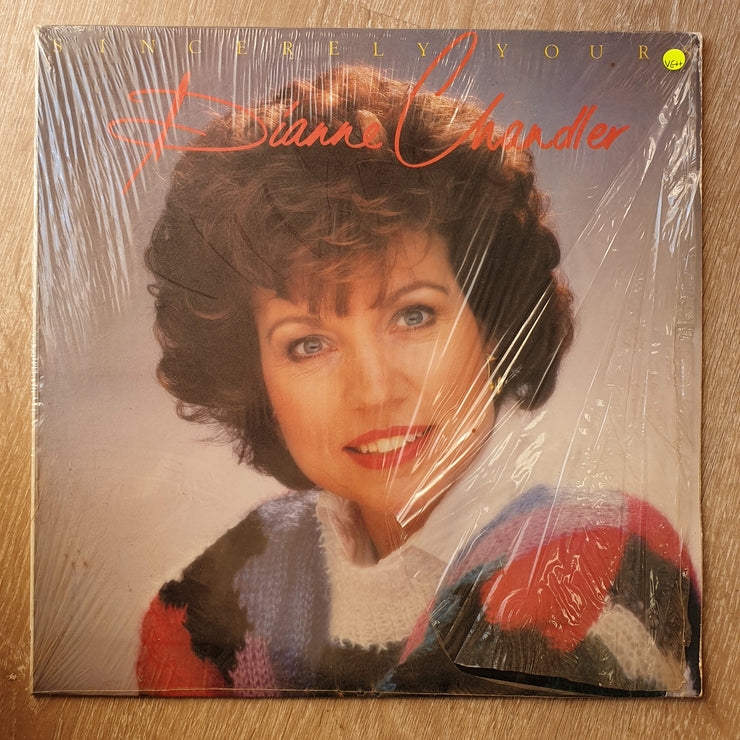 SINCERELY YOURS
VG++
Dianne Chandler